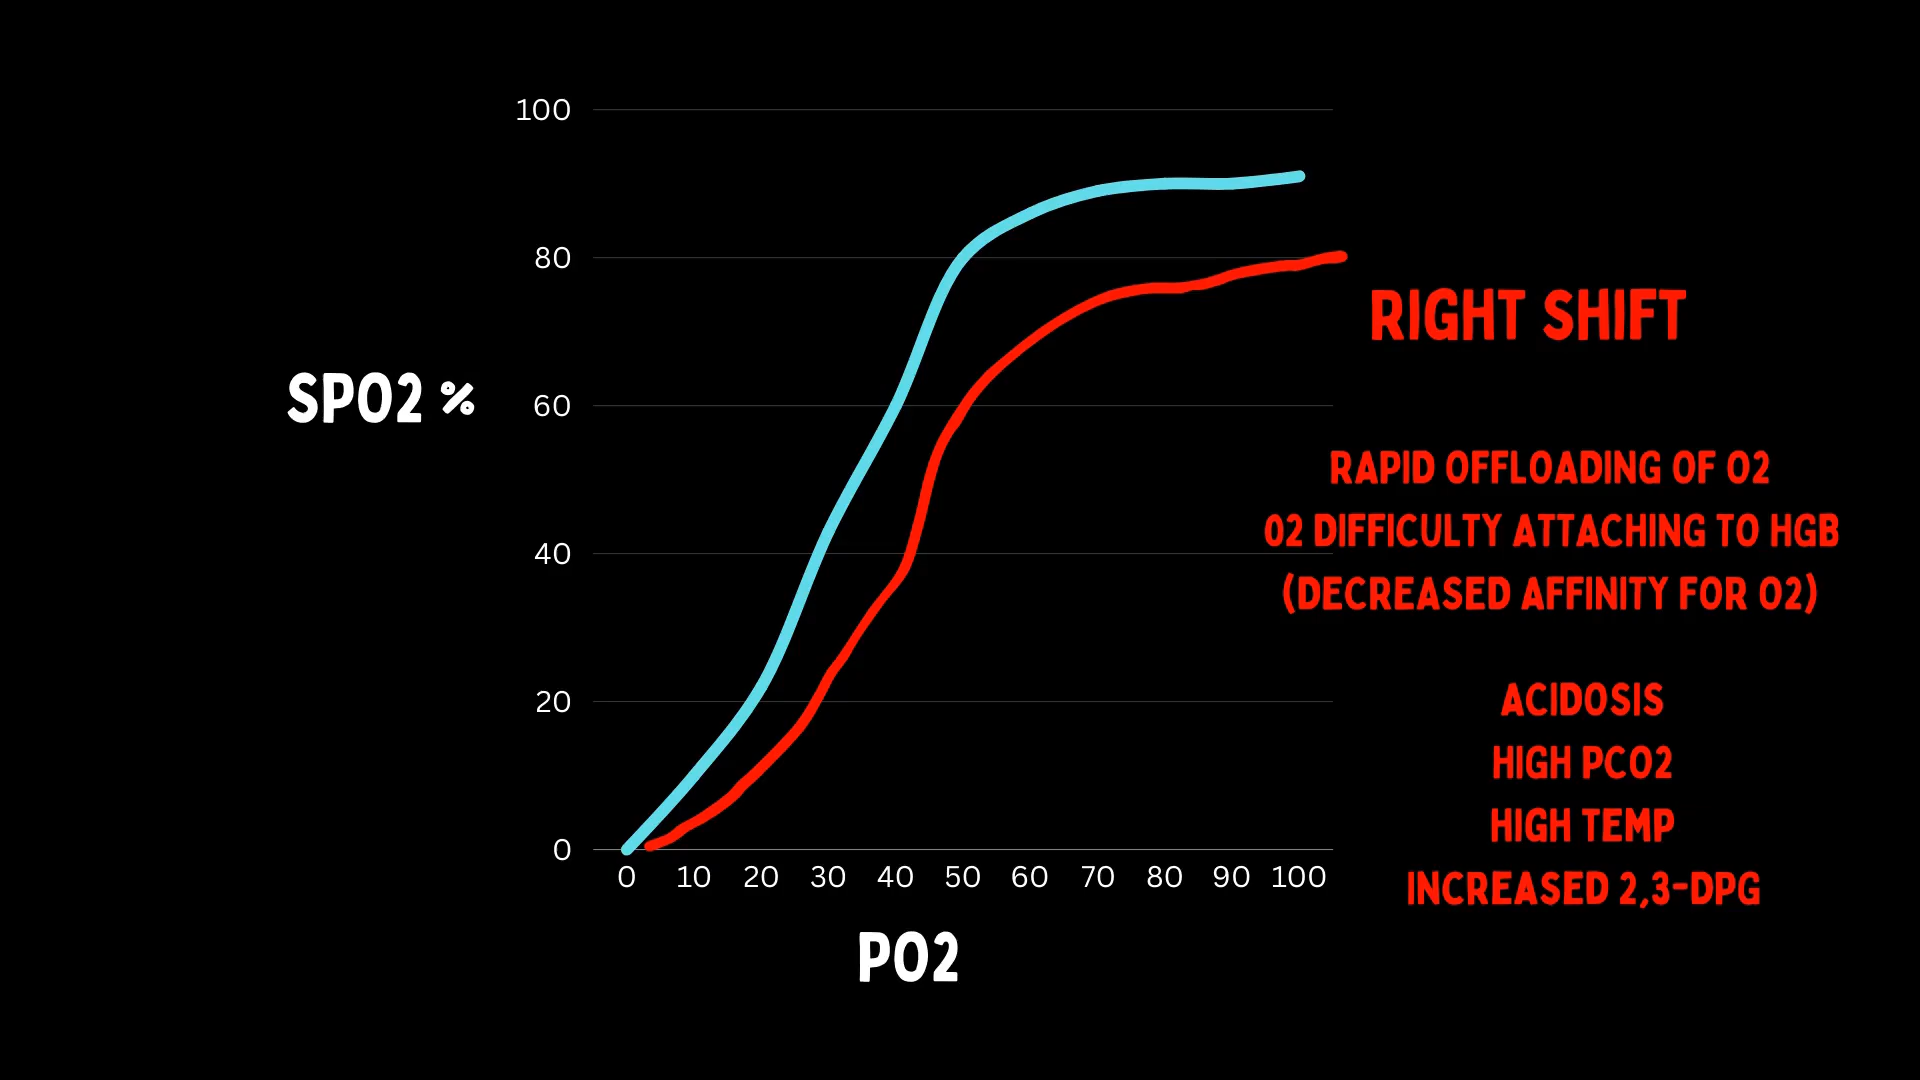 100
80
60
40
20
0
SPO2 %
0 10 20 30 40 50 60 70 80 90 100
PO2
RIGHT SHIFT
RAPID OFFLOADING OF O2
O2 DIFFICULTY ATTACHING TO HGB
(DECREASED AFFINITY FOR O2)
ACIDOSIS
HIGH PCO2
HIGH TEMP
INCREASED 2,3-DPG